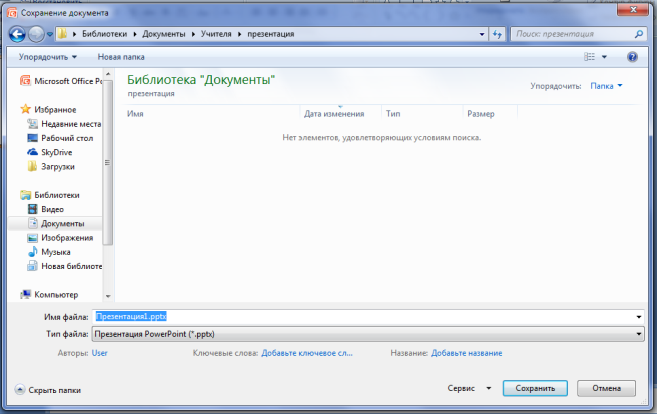 Сохранение документа
Библиотеки Документы Учителя презентация Поиск: презентация
Упорядочить Новая папка
Microsoft Office Po
Избранное
Недавние места
Рабочий стол
SkyDrive
Загрузки
Библиотеки
Видео
Документы
Изображения
Музыка
Новая библиоте
Компьютер
Библиотека "Документы"
презентация
Упорядочить: Папка
Имя Дата изменения Тип Размер
Нет элементов, удовлетворяющих условиям поиска.
Имя файла: Презентация1.pptx
Тип файла: Презентация PowerPoint (*.pptx)
Авторы: User Ключевые слова: Добавьте ключевое сл... Название: Добавьте название
Скрыть папки Сервис Сохранить Отмена